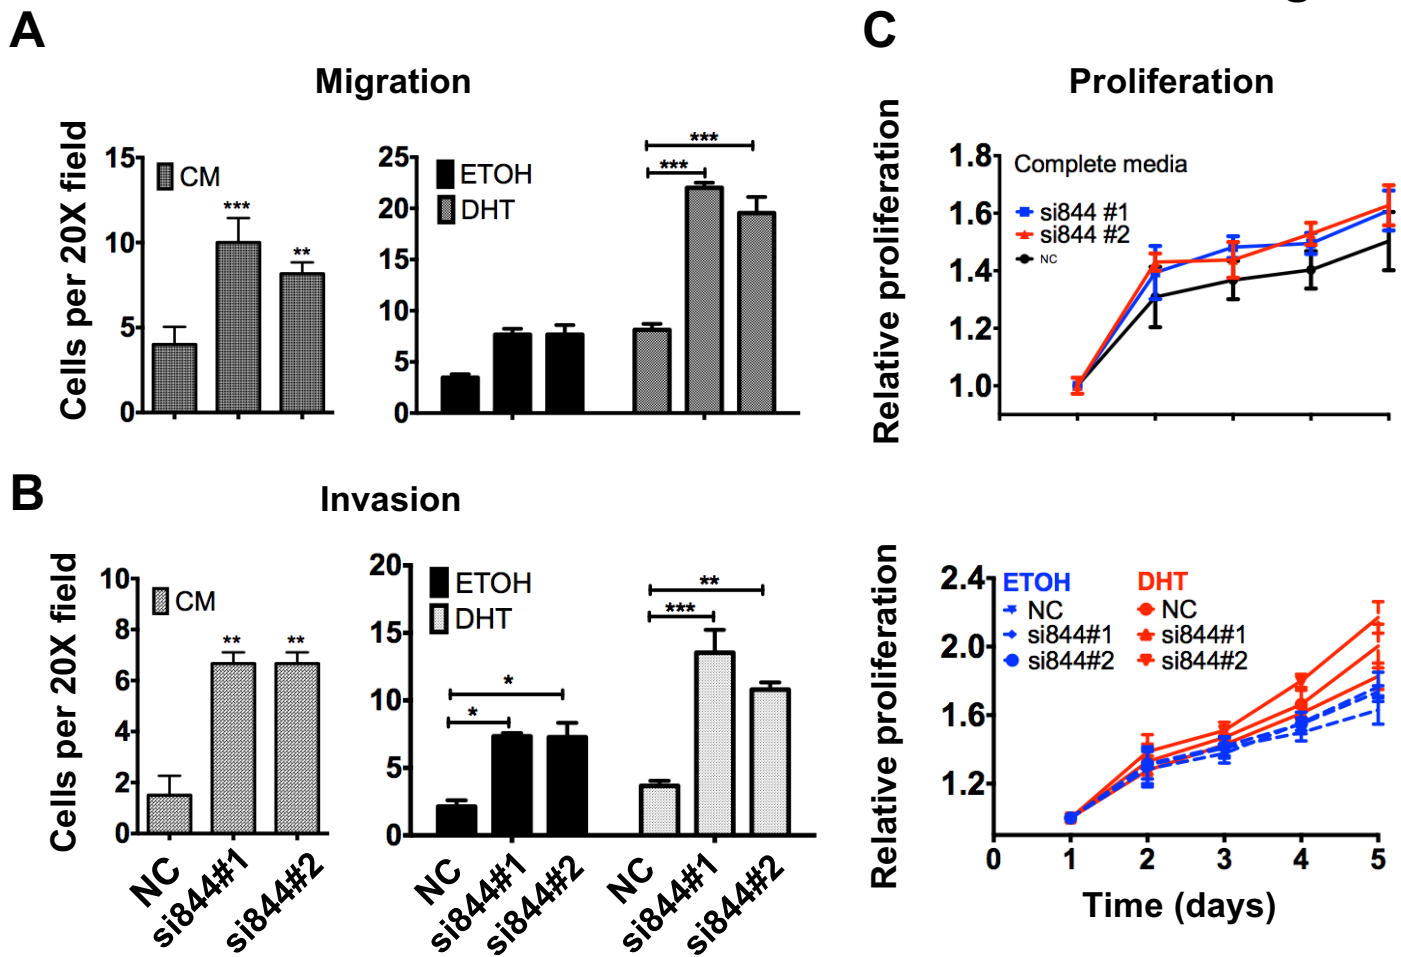 A
Migration
Cells per 20X field
15
10
5
0
CM
***
**
25
20
15
10
5
0
ETOH
DHT
***
***
B
Invasion
Cells per 20X field
10
8
6
4
2
0
CM
**
**
NC
si844#1
si844#2
20
15
10
5
0
ETOH
DHT
*
*
**
***
NC
si844#1
si844#2
NC
si844#1
si844#2
C
Proliferation
Relative proliferation
1.8
1.6
1.4
1.2
1.0
Complete media
si844 #1
si844 #2
NC
Relative proliferation
2.4
2.0
1.6
1.2
ETOH
NC
si844#1
si844#2
DHT
NC
si844#1
si844#2
0 1 2 3 4 5
Time (days)